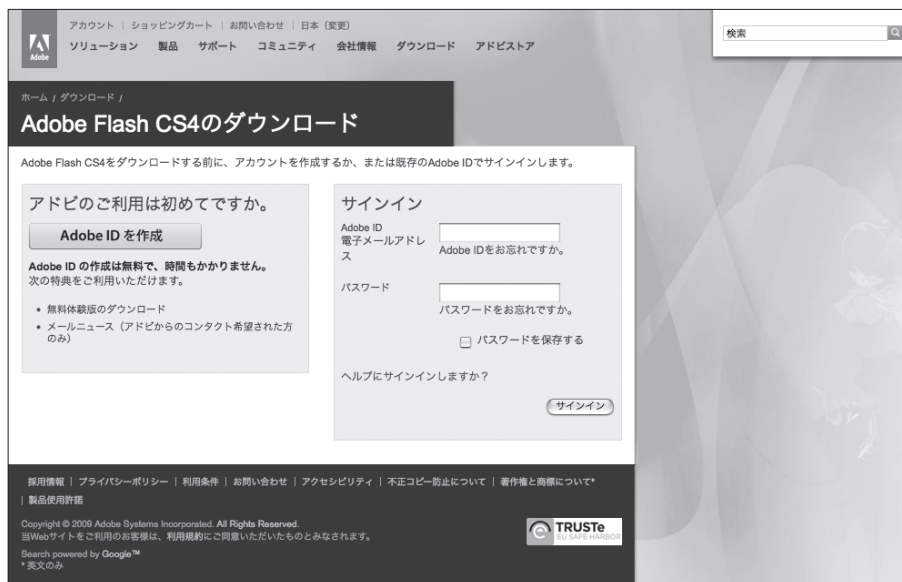 アカウント | ショッピングカート | お問い合わせ | 日本（変更）
Adobe
ソリューション 製品 サポート コミュニティ 会社情報 ダウンロード アドビストア
検索
ホーム / ダウンロード /
Adobe Flash CS4のダウンロード
Adobe Flash CS4をダウンロードする前に、アカウントを作成するか、または既存のAdobe IDでサインインします。
アドビのご利用は初めてですか。
Adobe ID を作成
Adobe ID の作成は無料で、時間もかかりません。
次の特典をご利用いただけます。
• 無料体験版のダウンロード
• メールニュース（アドビからのコンタクト希望された方
のみ）
サインイン
Adobe ID
電子メールアドレ
ス
Adobe IDをお忘れですか。
パスワード
パスワードをお忘れですか。
パスワードを保存する
ヘルプにサインインしますか？
サインイン
採用情報 | プライバシーポリシー | 利用条件 | お問い合わせ | アクセシビリティ | 不正コピー防止について | 著作権と商標について*
| 製品使用許諾
Copyright © 2009 Adobe Systems Incorporated. All Rights Reserved.
当Webサイトをご利用のお客様は、利用規約にご同意いただいたものとみなされます。
Search powered by Google™
* 英文のみ
TRUSTe
EU SAFE HARBOR